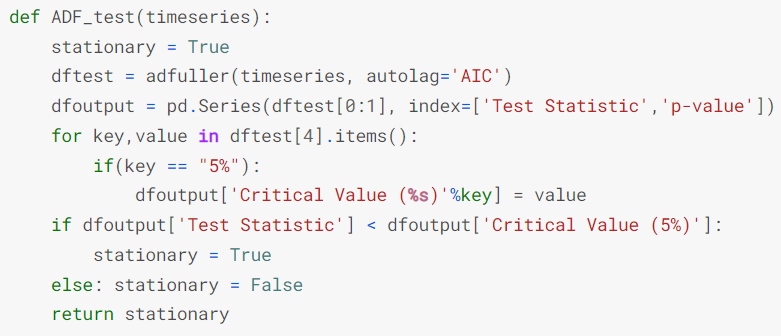 def ADF_test(timeseries):
    stationary = True
    dftest = adfuller(timeseries, autolag='AIC')
    dfoutput = pd.Series(dftest[0:1], index=['Test Statistic','p-value'])
    for key,value in dftest[4].items():
        if(key == "5%"):
            dfoutput['Critical Value (%s)'%key] = value
    if dfoutput['Test Statistic'] < dfoutput['Critical Value (5%)']:
        stationary = True
    else: stationary = False
    return stationary